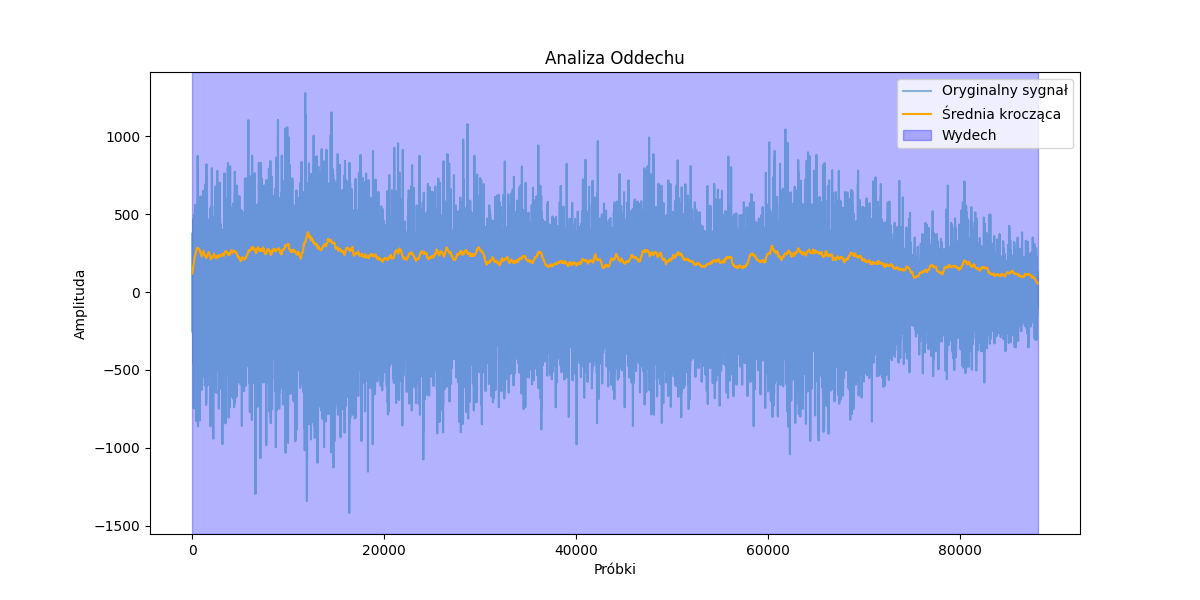 Analiza Oddechu
Oryginalny sygnał
Średnia krocząca
Wydech
Amplituda
1000
500
0
−500
−1000
−1500
0
20000
40000
60000
80000
Próbki